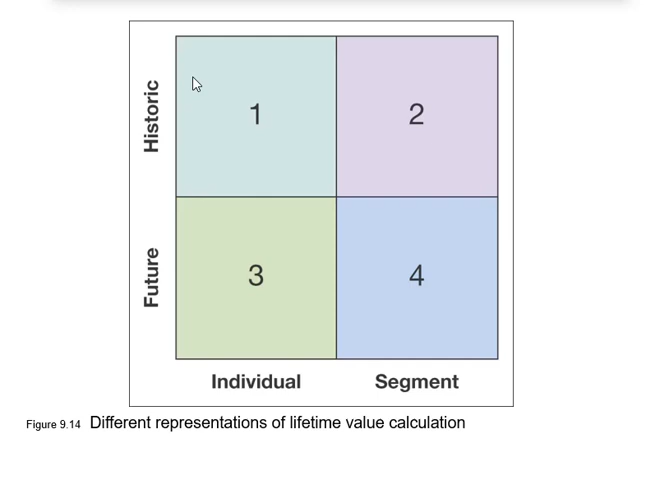 Historic
1
2
Future
3
4
Individual
Segment
Figure 9.14 Different representations of lifetime value calculation